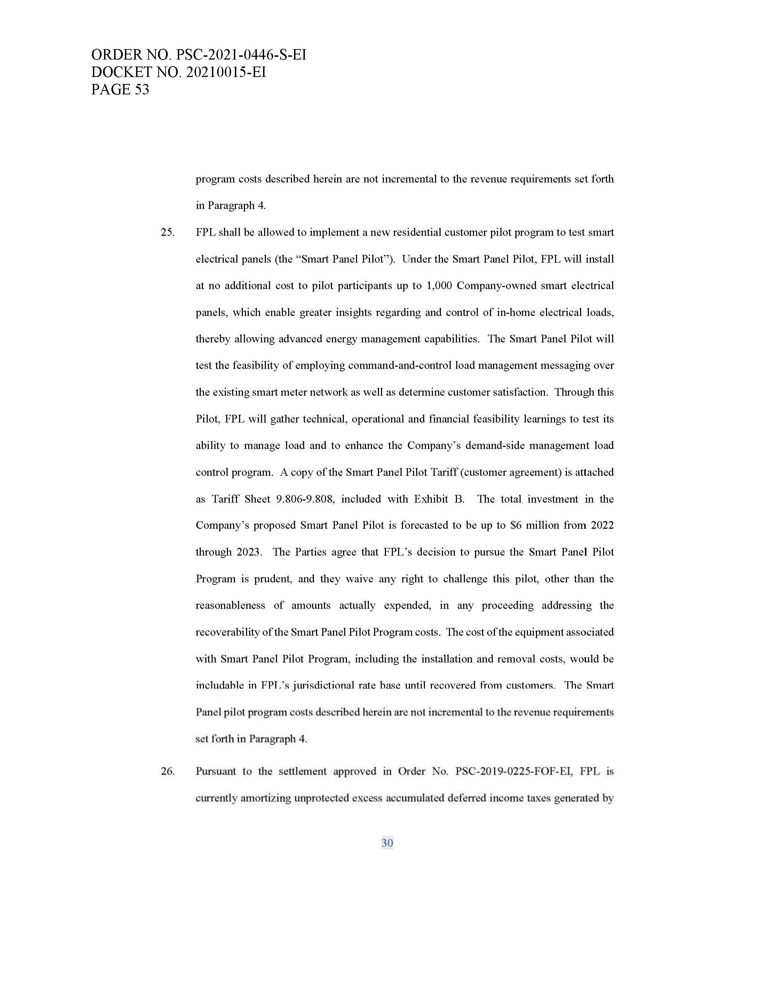 ORDER NO. PSC-2021-0446-S-EI
DOCKET NO. 20210015-EI
PAGE 53
program costs described herein are not incremental to the revenue requirements set forth
in Paragraph 4.
25. FPL shall be allowed to implement a new residential customer pilot program to test smart
electrical panels (the “Smart Panel Pilot”). Under the Smart Panel Pilot, FPL will install
at no additional cost to pilot participants up to 1,000 Company-owned smart electrical
panels, which enable greater insights regarding and control of in-home electrical loads,
thereby allowing advanced energy management capabilities. The Smart Panel Pilot will
test the feasibility of employing command-and-control load management messaging over
the existing smart meter network as well as determine customer satisfaction. Through this
Pilot, FPL will gather technical, operational and financial feasibility learnings to test its
ability to manage load and to enhance the Company’s demand-side management load
control program. A copy of the Smart Panel Pilot Tariff (customer agreement) is attached
as Tariff Sheet 9.806-9.808, included with Exhibit B. The total investment in the
Company’s proposed Smart Panel Pilot is forecasted to be up to $6 million from 2022
through 2023. The Parties agree that FPL’s decision to pursue the Smart Panel Pilot
Program is prudent, and they waive any right to challenge this pilot, other than the
reasonableness of amounts actually expended, in any proceeding addressing the
recoverability of the Smart Panel Pilot Program costs. The cost of the equipment associated
with Smart Panel Pilot Program, including the installation and removal costs, would be
includable in FPL’s jurisdictional rate base until recovered from customers. The Smart
Panel pilot program costs described herein are not incremental to the revenue requirements
set forth in Paragraph 4.
26. Pursuant to the settlement approved in Order No. PSC-2019-0225-FOF-EI, FPL is
currently amortizing unprotected excess accumulated deferred income taxes generated by
30